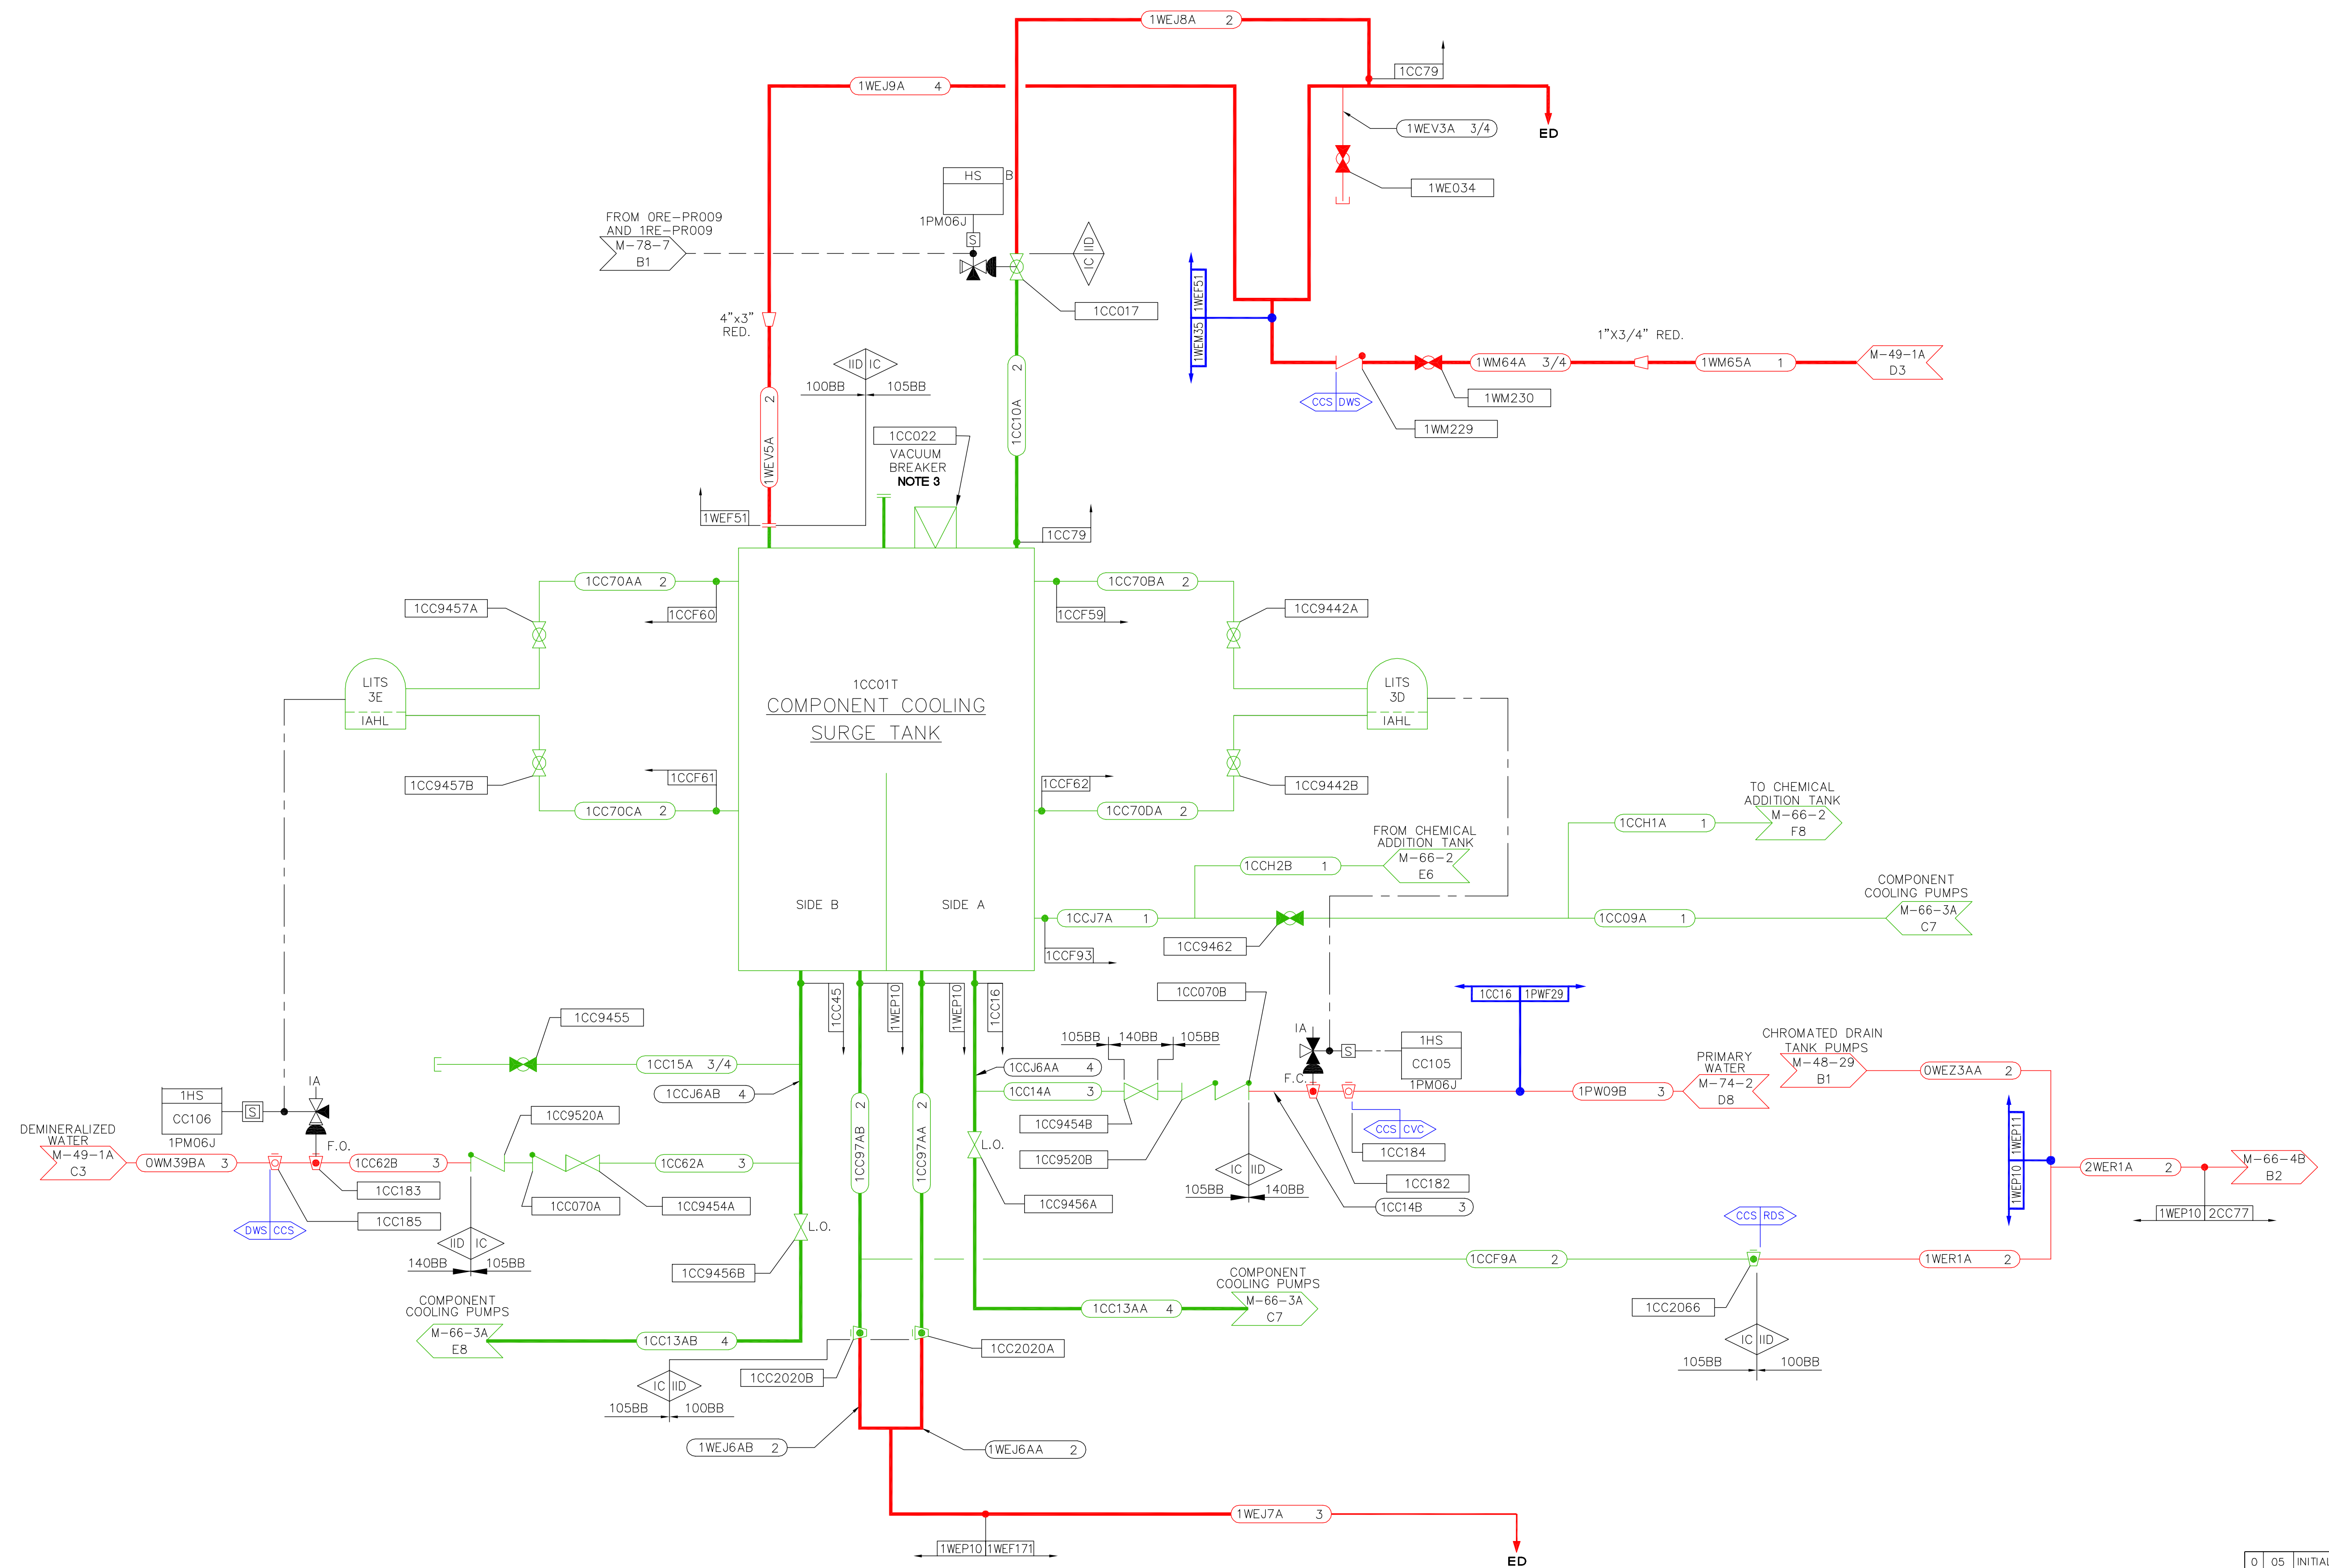 1WEJ8A 2
1CC79
1WEJ9A 4
1WEV3A 3/4
ED
HS
B
1WE034
FROM 0RE-PR009
AND 1RE-PR009
M-78-7
B1
1PM06J
S
IC IID
1CC017
1WEM35 1WEF51
4"x3"
RED.
1"X3/4" RED.
IID IC
100BB 105BB
1WM64A 3/4
1WM65A 1
M-49-1A
D3
CCS DWS
1WM230
1WM229
1WEV5A 2
1CC10A 2
1CC022
VACUUM
BREAKER
NOTE 3
1WEF51
1CC79
1CC70AA 2
1CC70BA 2
1CC9457A
1CCF60
1CCF59
1CC9442A
LITS
3E
IAHL
1CC01T
COMPONENT COOLING
SURGE TANK
LITS
3D
IAHL
1CC9457B
1CCF61
1CCF62
1CC9442B
1CC70CA 2
1CC70DA 2
TO CHEMICAL
ADDITION TANK
M-66-2
F8
1CCH1A 1
FROM CHEMICAL
ADDITION TANK
M-66-2
E6
1CCH2B 1
SIDE B
SIDE A
1CCJ7A 1
1CC09A 1
COMPONENT
COOLING PUMPS
M-66-3A
C7
1CC9462
1CCF93
1CC45
1WEP10
1WEP10
1CC16
1CC070B
1CC16 1PWF29
1CC9455
1CC15A 3/4
1CCJ6AB 4
105BB 140BB 105BB
1CCJ6AA 4
1CC14A 3
IA
S
1HS
CC105
1PM06J
F.C.
1PW09B 3
PRIMARY
WATER
M-74-2
D8
CHROMATED DRAIN
TANK PUMPS
M-48-29
B1
0WEZ3AA 2
1HS
CC106
1PM06J
S
IA
F.O.
1CC9520A
1CC97AB 2
1CC97AA 2
L.O.
1CC9454B
1CC9520B
CCS CVC
1CC184
1CC182
1CC14B 3
IC IID
105BB 140BB
1CC9456A
1WEP10 1WEP11
DEMINERALIZED
WATER
M-49-1A
C3
0WM39BA 3
1CC62B 3
1CC62A 3
1CC183
1CC185
1CC070A
1CC9454A
2WER1A 2
M-66-4B
B2
1WEP10 2CC77
DWS CCS
IID IC
140BB 105BB
L.O.
1CC9456B
CCS RDS
1CCF9A 2
1WER1A 2
COMPONENT
COOLING PUMPS
M-66-3A
E8
1CC13AB 4
1CC13AA 4
COMPONENT
COOLING PUMPS
M-66-3A
C7
1CC2066
IC IID
105BB 100BB
1CC2020A
1CC2020B
IC IID
105BB 100BB
1WEJ6AB 2
1WEJ6AA 2
1WEJ7A 3
1WEP10 1WEF171
ED
0 05 INITIAL